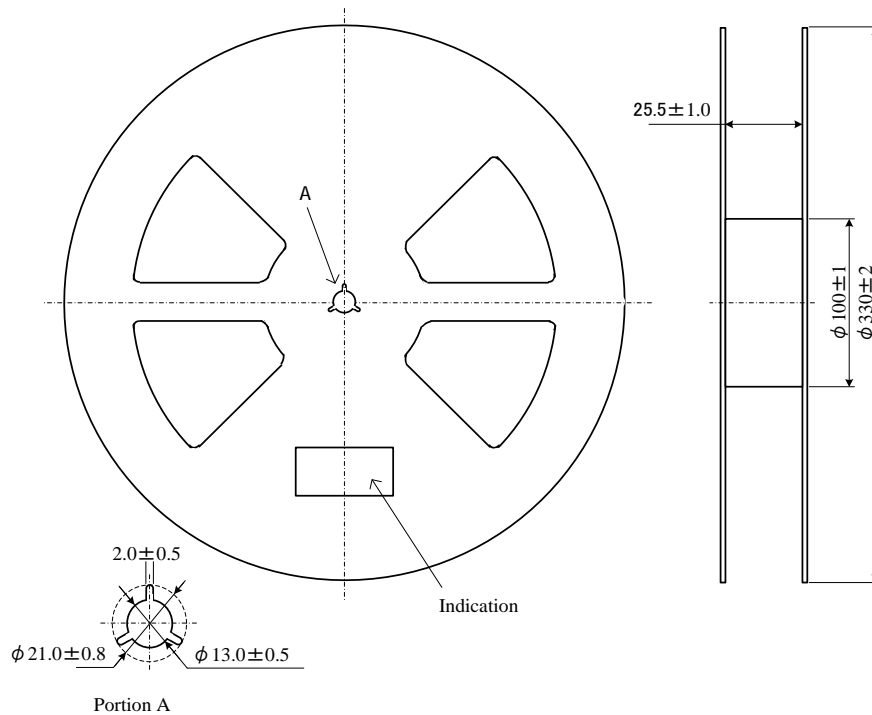 A
25.5±1.0
φ100±1
φ330±2
Indication
2.0±0.5
φ21.0±0.8
φ13.0±0.5
Portion A